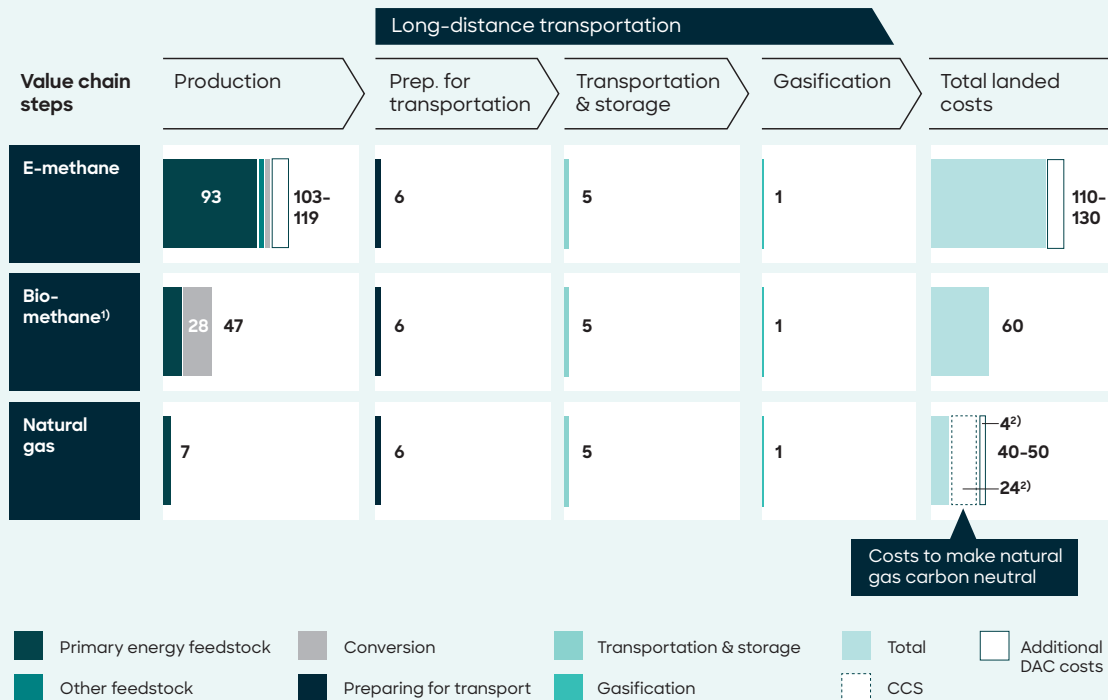 Long-distance transportation
Value chain
steps
Production
Prep. for
transportation
Transportation
& storage
Gasification
Total landed
costs
E-methane
93
103-
119
6
5
1
110-
130
Bio-
methane¹⁾
28
47
6
5
1
60
Natural
gas
7
6
5
1
4²⁾
40-50
24²⁾
Costs to make natural
gas carbon neutral
Primary energy feedstock
Conversion
Transportation & storage
Total
Additional
DAC costs
Other feedstock
Preparing for transport
Gasification
CCS